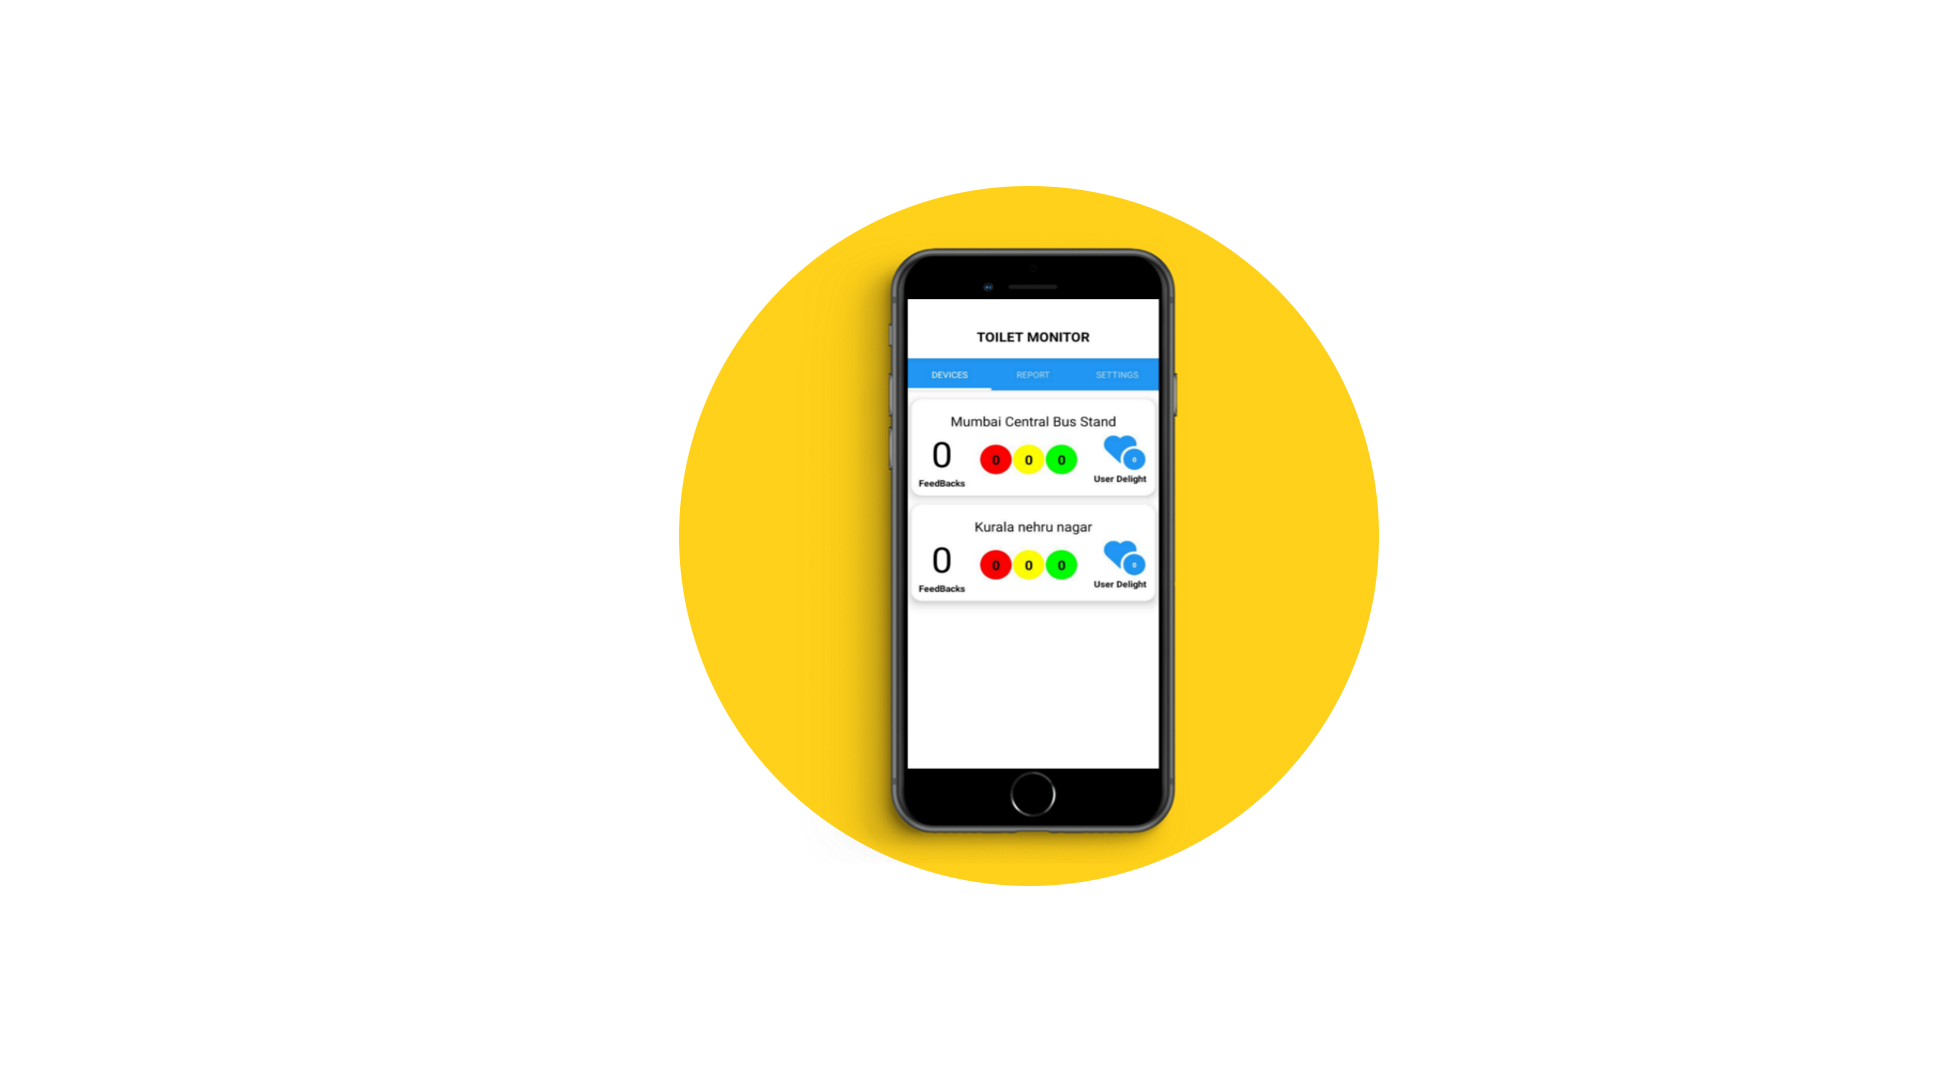 TOILET MONITOR
DEVICES REPORT SETTINGS
Mumbai Central Bus Stand
0 0 0 0 0
FeedBacks User Delight
Kurala nehru nagar
0 0 0 0 0
FeedBacks User Delight